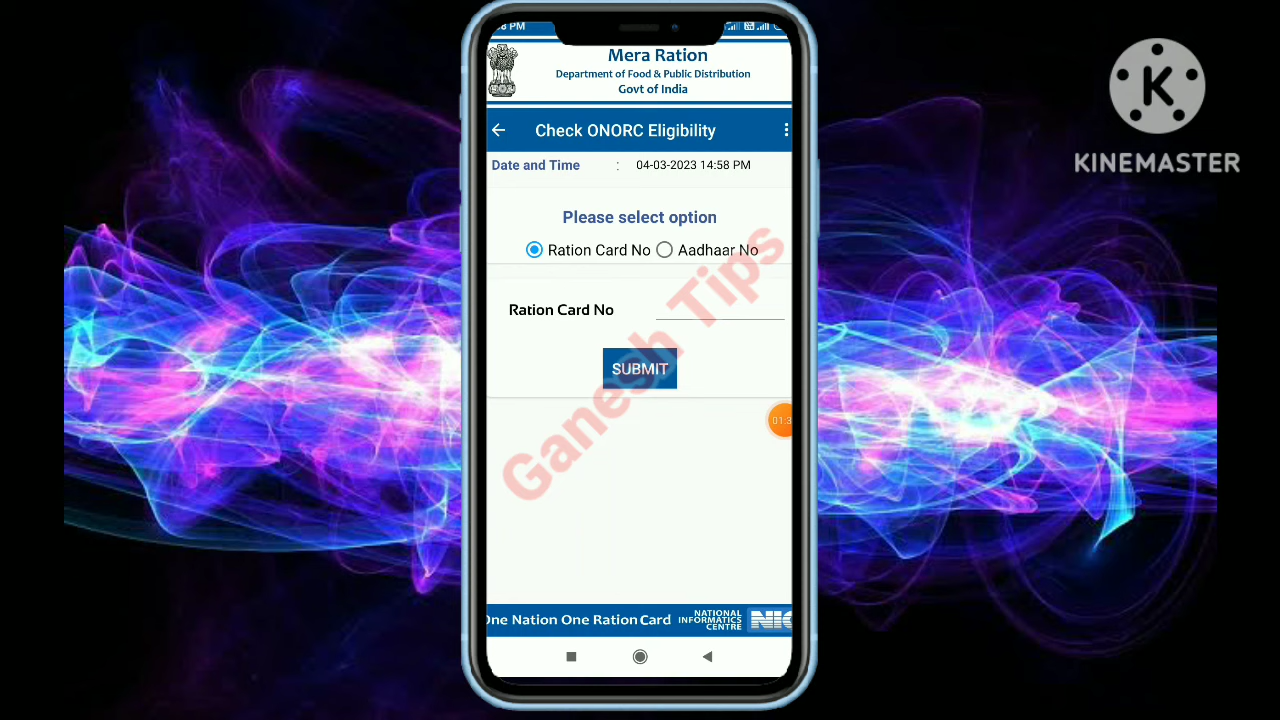 Mera Ration
Department of Food & Public Distribution
Govt of India
Check ONORC Eligibility
Date and Time : 04-03-2023 14:58 PM
Please select option
Ration Card No Aadhaar No
Ration Card No
SUBMIT
Ganesh Tips
01:3
One Nation One Ration Card
NATIONAL
INFORMATICS
CENTRE
NIC
K
KINEMASTER